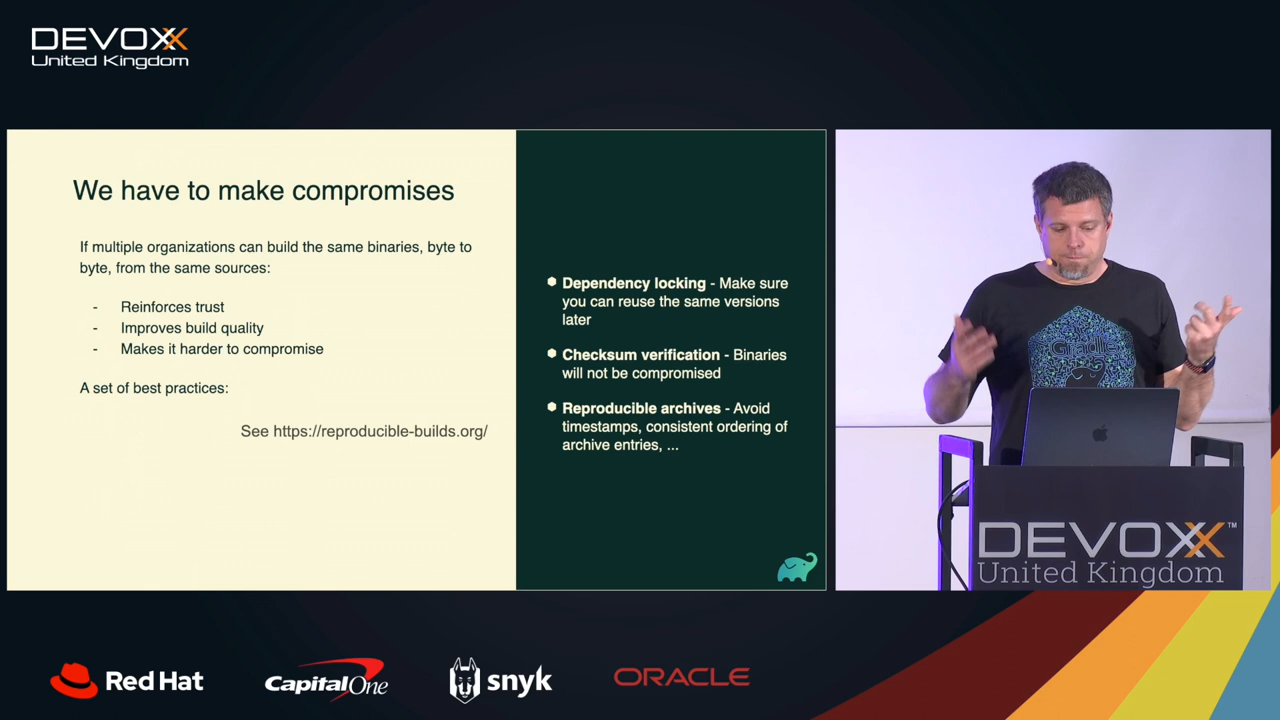 DEVOXX
United Kingdom
We have to make compromises
If multiple organizations can build the same binaries, byte to
byte, from the same sources:
- Reinforces trust
- Improves build quality
- Makes it harder to compromise
A set of best practices:
See https://reproducible-builds.org/
Dependency locking - Make sure
you can reuse the same versions
later
Checksum verification - Binaries
will not be compromised
Reproducible archives - Avoid
timestamps, consistent ordering of
archive entries, ...
Gradle
DEVOXX™
United Kingdom
Red Hat
Capital One
snyk
ORACLE